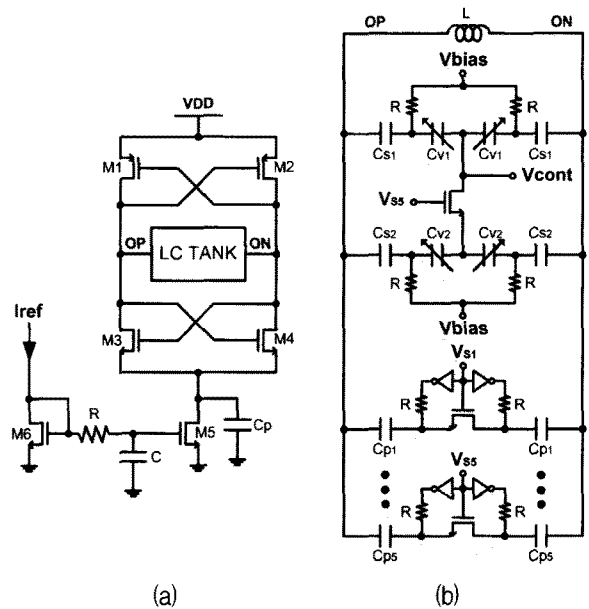 VDD
M1
M2
OP
LC TANK
ON
Iref
M3
M4
R
M6
M5
Cp
C
(a)
OP
L
ON
Vbias
R
R
Cs1
Cv1
Cv1
Cs1
Vcont
Vs5
Cs2
Cv2
Cv2
Cs2
R
R
Vbias
Vs1
R
R
Cp1
Cp1
Vs5
R
R
Cp5
Cp5
(b)